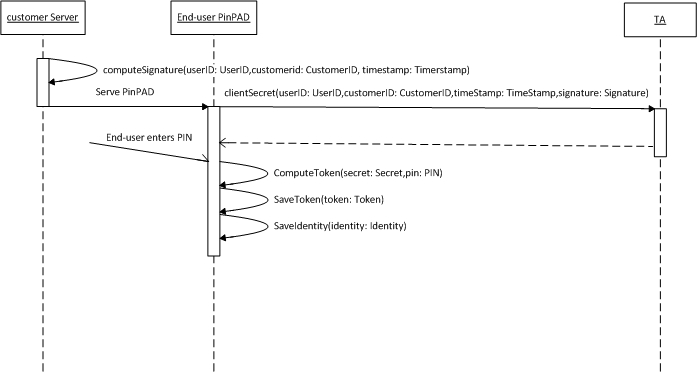 customer Server
End-user PinPAD
TA
computeSignature(userID: UserID,customerid: CustomerID, timestamp: Timerstamp)
Serve PinPAD
clientSecret(userID: UserID,customerID: CustomerID,timeStamp: TimeStamp,signature: Signature)
End-user enters PIN
ComputeToken(secret: Secret,pin: PIN)
SaveToken(token: Token)
SaveIdentity(identity: Identity)